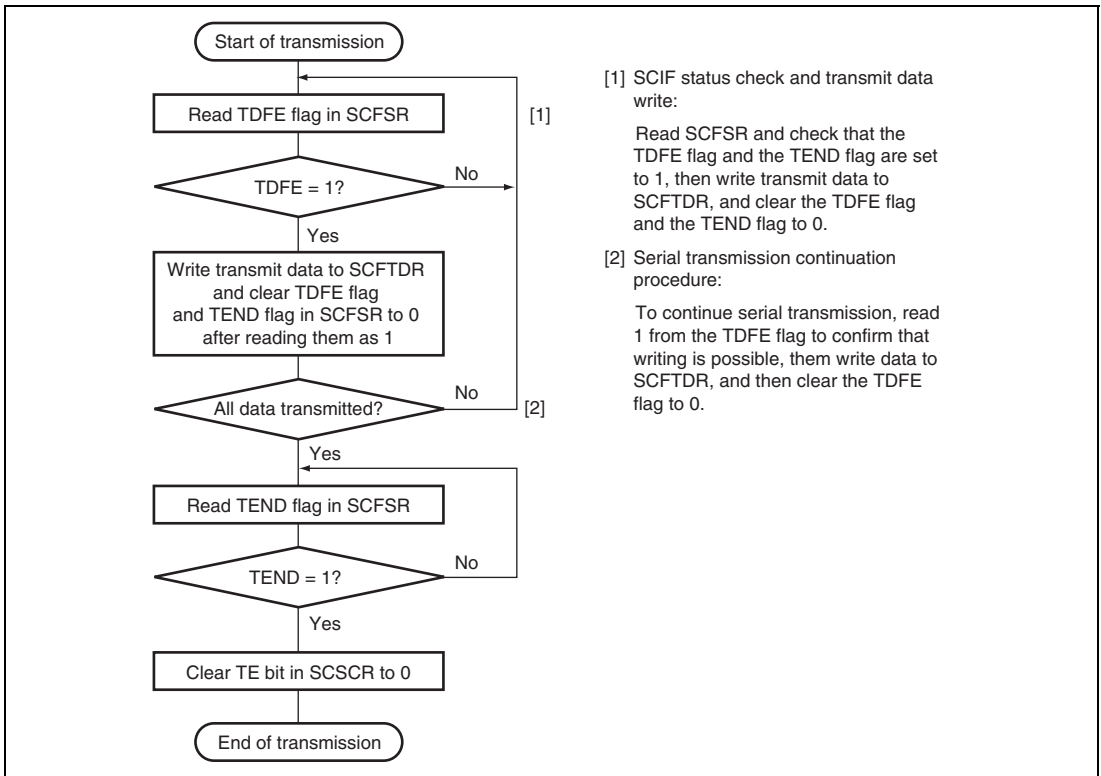 Start of transmission
Read TDFE flag in SCFSR
[1]
TDFE = 1?
No
Yes
Write transmit data to SCFTDR
and clear TDFE flag
and TEND flag in SCFSR to 0
after reading them as 1
All data transmitted?
No
[2]
Yes
Read TEND flag in SCFSR
TEND = 1?
No
Yes
Clear TE bit in SCSCR to 0
End of transmission
[1] SCIF status check and transmit data
write:
Read SCFSR and check that the
TDFE flag and the TEND flag are set
to 1, then write transmit data to
SCFTDR, and clear the TDFE flag
and the TEND flag to 0.
[2] Serial transmission continuation
procedure:
To continue serial transmission, read
1 from the TDFE flag to confirm that
writing is possible, them write data to
SCFTDR, and then clear the TDFE
flag to 0.